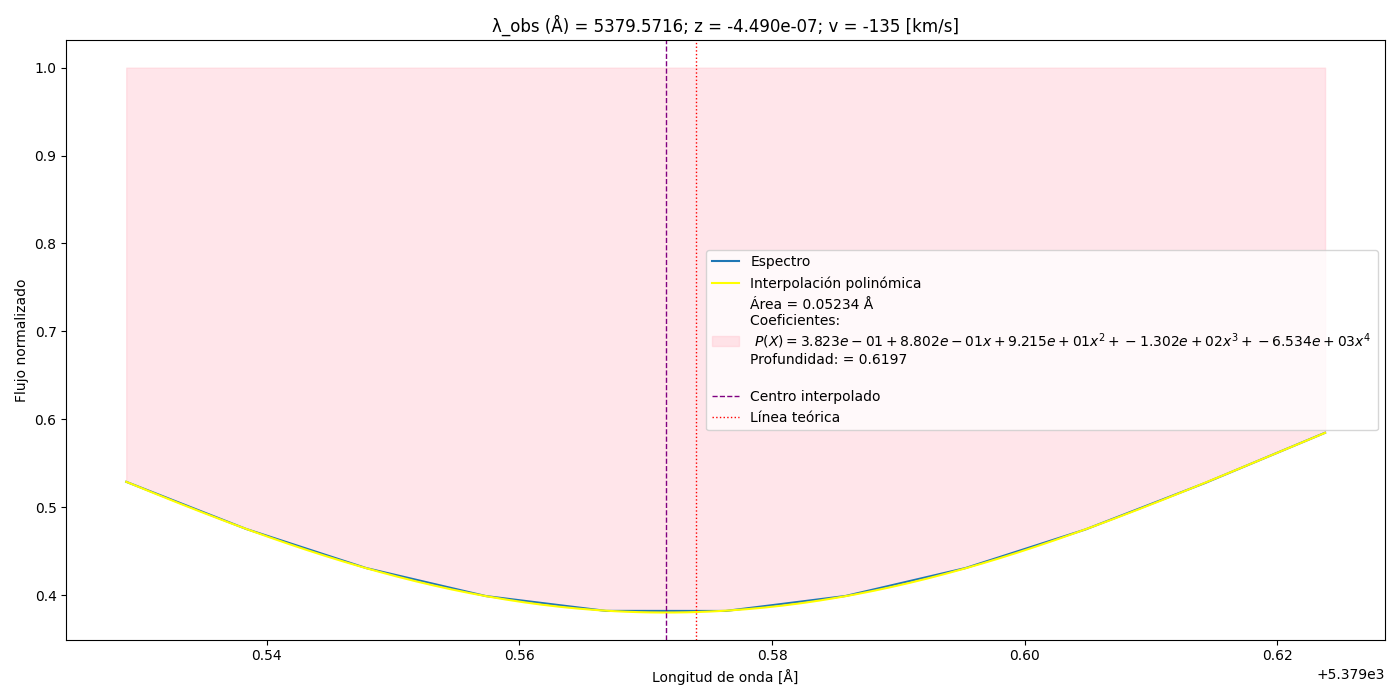 λ_obs (Å) = 5379.5716; z = -4.490e-07; v = -135 [km/s]
Flujo normalizado
1.0
0.9
0.8
0.7
0.6
0.5
0.4
Espectro
Interpolación polinómica
Área = 0.05234 Å
Coeficientes:
P(X) = 3.823e − 01 + 8.802e − 01x + 9.215e + 01x² + −1.302e + 02x³ + −6.534e + 03x⁴
Profundidad: = 0.6197
Centro interpolado
Línea teórica
0.54
0.56
0.58
0.60
0.62
+5.379e3
Longitud de onda [Å]